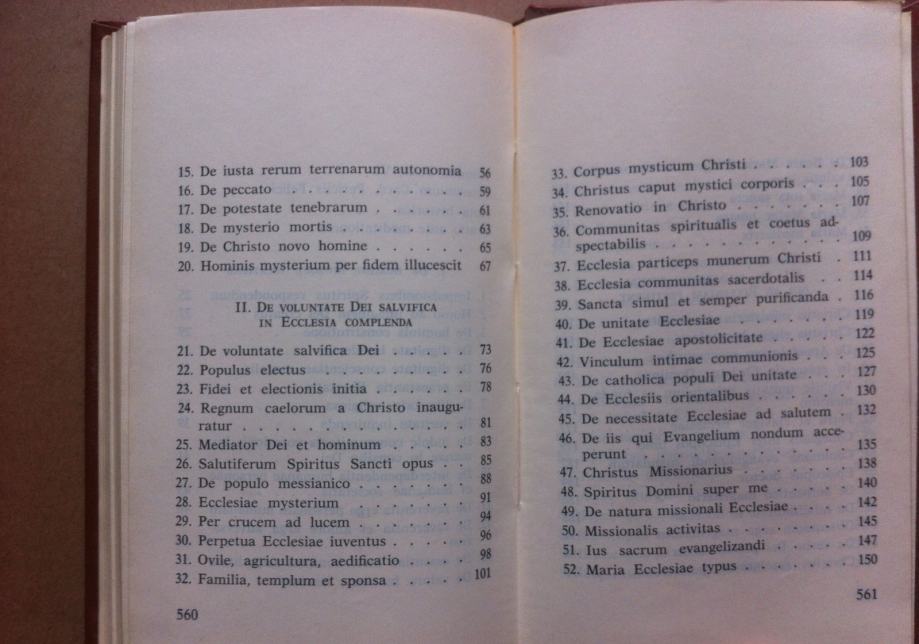 15. De iusta rerum terrenarum autonomia 56
16. De peccato . . . . . . . . . . 59
17. De potestate tenebrarum . . . . . 61
18. De mysterio mortis . . . . . . . 63
19. De Christo novo homine . . . . . . 65
20. Hominis mysterium per fidem illucescit 67
II. De voluntate Dei salvifica
in Ecclesia complenda
21. De voluntate salvifica Dei . . . . . 73
22. Populus electus . . . . . . . . 76
23. Fidei et electionis initia . . . . . . 78
24. Regnum caelorum a Christo inaugu-
ratur . . . . . . . . . . . . 81
25. Mediator Dei et hominum . . . . . 83
26. Salutiferum Spiritus Sancti opus . . 85
27. De populo messianico . . . . . . 88
28. Ecclesiae mysterium . . . . . . . 91
29. Per crucem ad lucem . . . . . . . 94
30. Perpetua Ecclesiae iuventus . . . . . 96
31. Ovile, agricultura, aedificatio . . . . 98
32. Familia, templum et sponsa . . . . . 101
560
33. Corpus mysticum Christi . . . . . . 103
34. Christus caput mystici corporis . . . 105
35. Renovatio in Christo . . . . . . . 107
36. Communitas spiritualis et coetus ad-
spectabilis . . . . . . . . . . . 109
37. Ecclesia particeps munerum Christi . 111
38. Ecclesia communitas sacerdotalis . . 114
39. Sancta simul et semper purificanda . 116
40. De unitate Ecclesiae . . . . . . . 119
41. De Ecclesiae apostolicitate . . . . . 122
42. Vinculum intimae communionis . . . 125
43. De catholica populi Dei unitate . . . 127
44. De Ecclesiis orientalibus . . . . . . 130
45. De necessitate Ecclesiae ad salutem . 132
46. De iis qui Evangelium nondum acce-
perunt . . . . . . . . . . . . 135
47. Christus Missionarius . . . . . . . 138
48. Spiritus Domini super me . . . . . 140
49. De natura missionali Ecclesiae . . . . 142
50. Missionalis activitas . . . . . . . . 145
51. Ius sacrum evangelizandi . . . . . . 147
52. Maria Ecclesiae typus . . . . . . . 150
561